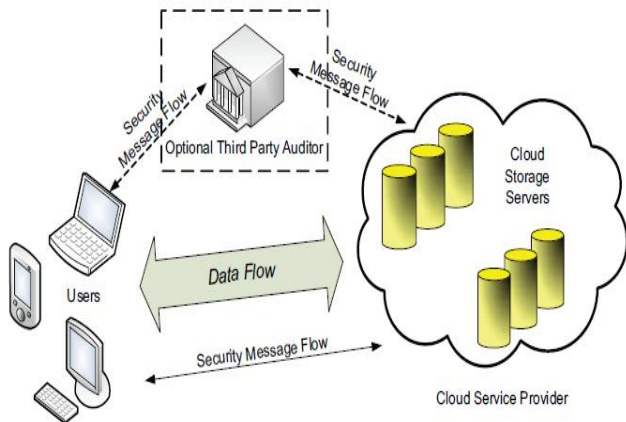 Security
Message Flow
Security
Message Flow
Optional Third Party Auditor
Cloud
Storage
Servers
Data Flow
Users
Security Message Flow
Cloud Service Provider